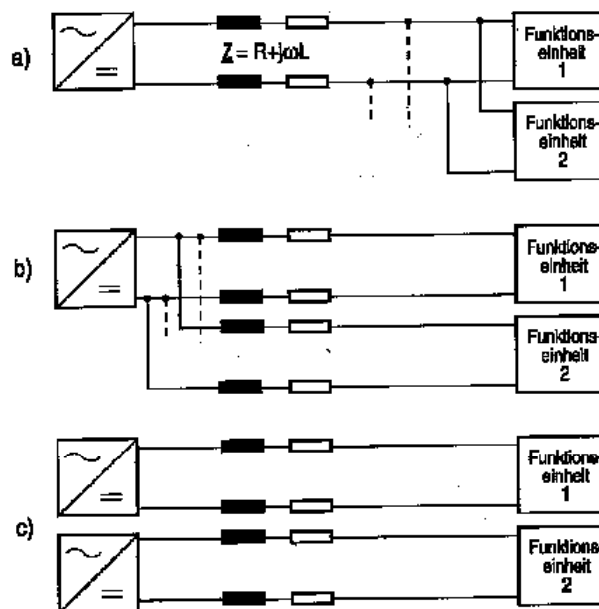 a)
Z = R+jωL
Funktions-
einheit
1
Funktions-
einheit
2
b)
Funktions-
einheit
1
Funktions-
einheit
2
c)
Funktions-
einheit
1
Funktions-
einheit
2